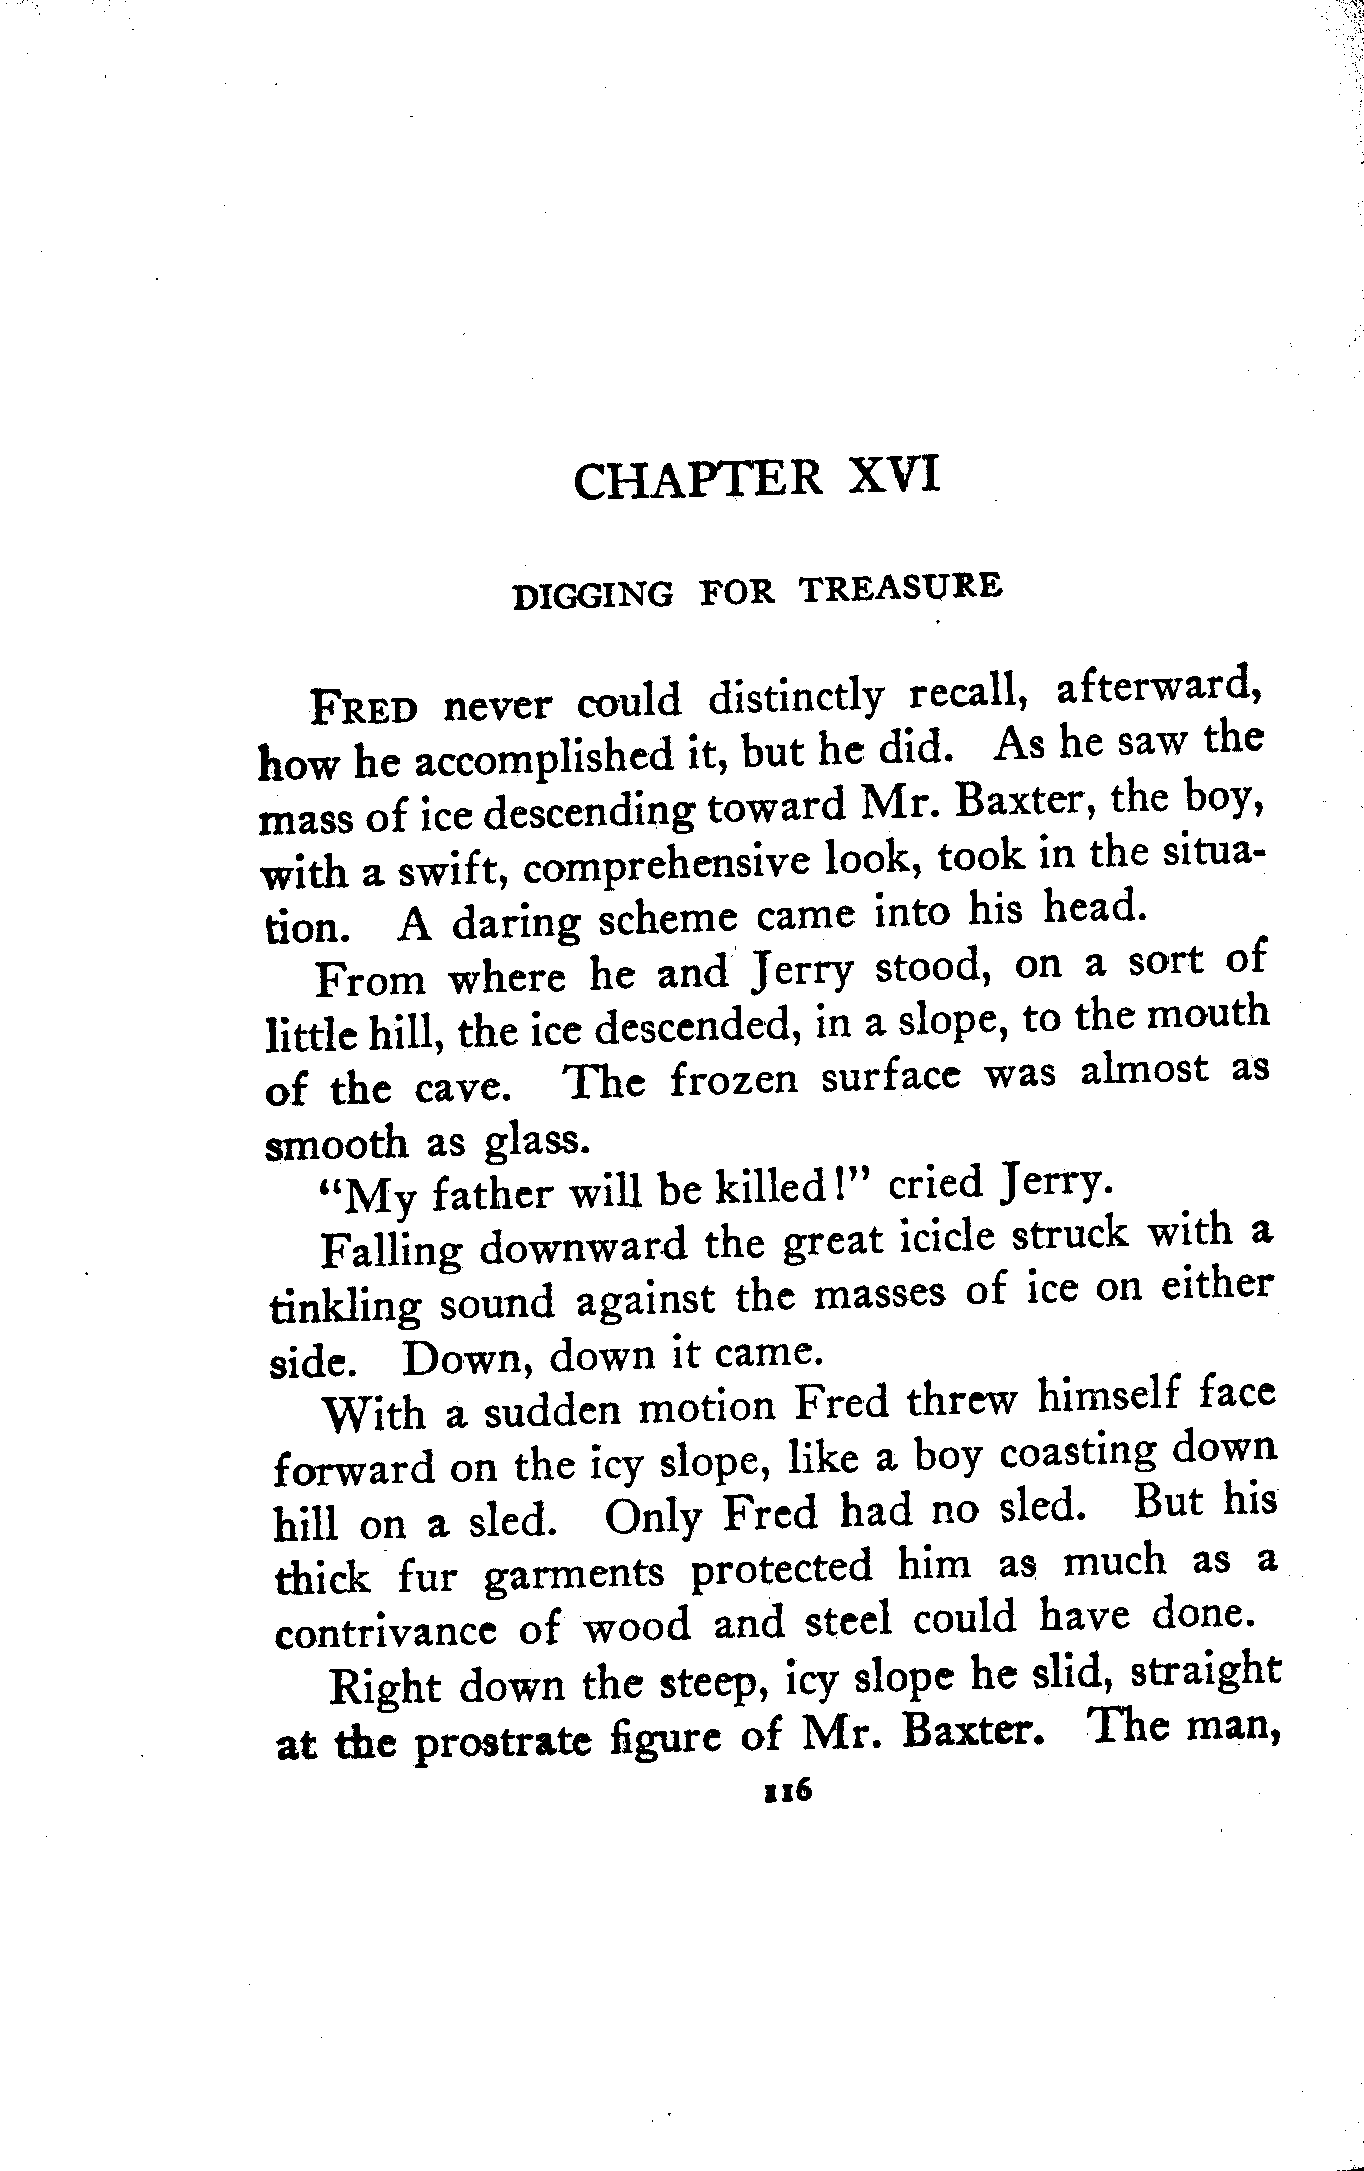 CHAPTER XVI
DIGGING FOR TREASURE
FRED never could distinctly recall, afterward,
how he accomplished it, but he did. As he saw the
mass of ice descending toward Mr. Baxter, the boy,
with a swift, comprehensive look, took in the situa-
tion. A daring scheme came into his head.
From where he and Jerry stood, on a sort of
little hill, the ice descended, in a slope, to the mouth
of the cave. The frozen surface was almost as
smooth as glass.
"My father will be killed!" cried Jerry.
Falling downward the great icicle struck with a
tinkling sound against the masses of ice on either
side. Down, down it came.
With a sudden motion Fred threw himself face
forward on the icy slope, like a boy coasting down
hill on a sled. Only Fred had no sled. But his
thick fur garments protected him as much as a
contrivance of wood and steel could have done.
Right down the steep, icy slope he slid, straight
at the prostrate figure of Mr. Baxter. The man,
116